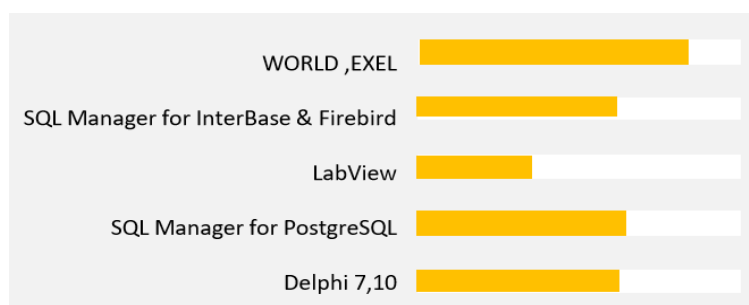 WORLD ,EXEL
SQL Manager for InterBase & Firebird
LabView
SQL Manager for PostgreSQL
Delphi 7,10